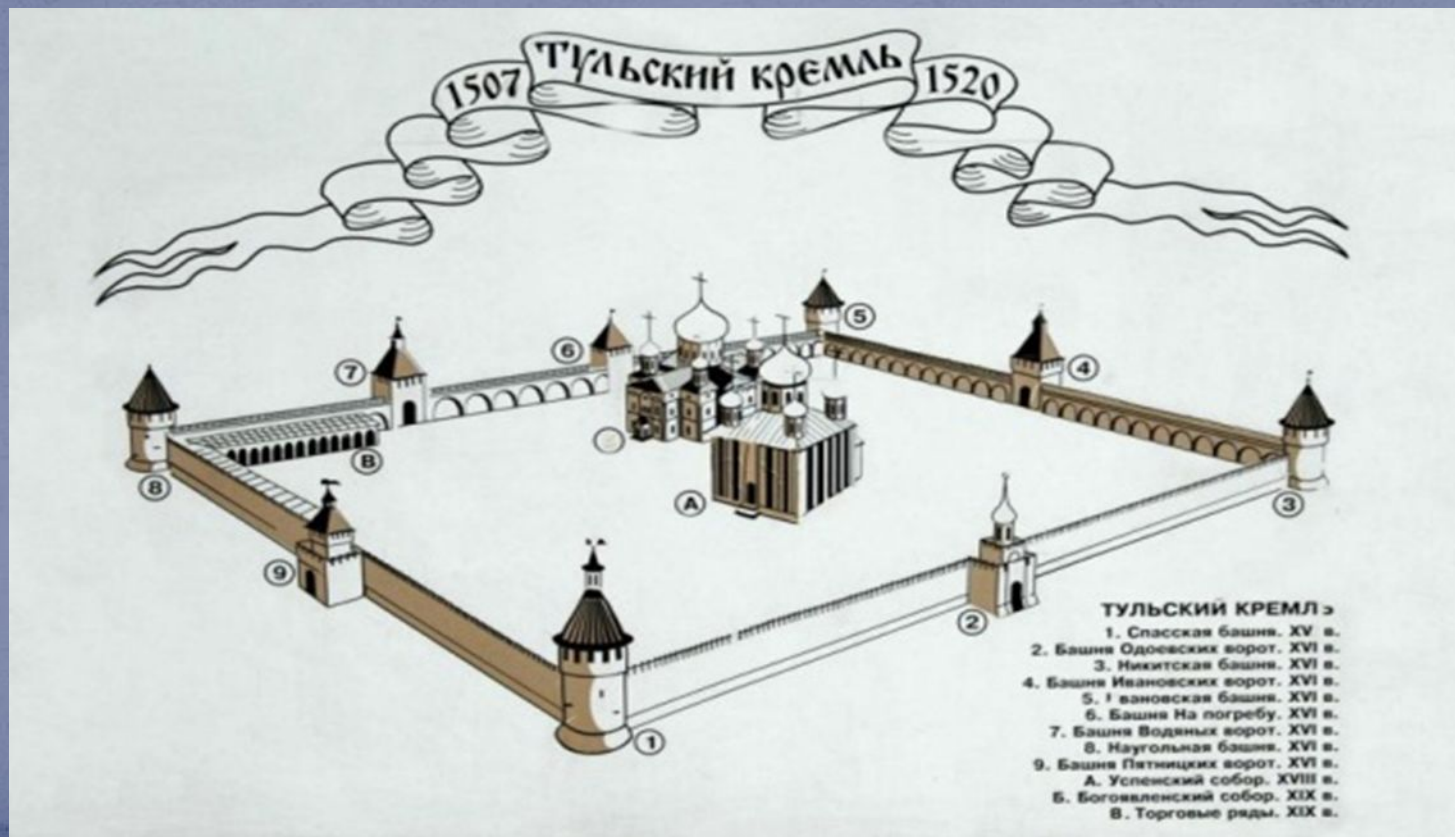 1507 ТУЛЬСКИЙ КРЕМЛЬ 1520
5
6
4
7
В
8
А
3
9
2
1
ТУЛЬСКИЙ КРЕМЛЬ
1. Спасская башня. XV в.
2. Башня Одоевских ворот. XVI в.
3. Никитская башня. XVI в.
4. Башня Ивановских ворот. XVI в.
5. Ивановская башня. XVI в.
6. Башня На погребу. XVI в.
7. Башня Водяных ворот. XVI в.
8. Наугольная башня. XVI в.
9. Башня Пятницких ворот. XVI в.
А. Успенский собор. XVIII в.
Б. Богоявленский собор. XIX в.
В. Торговые ряды. XIX в.